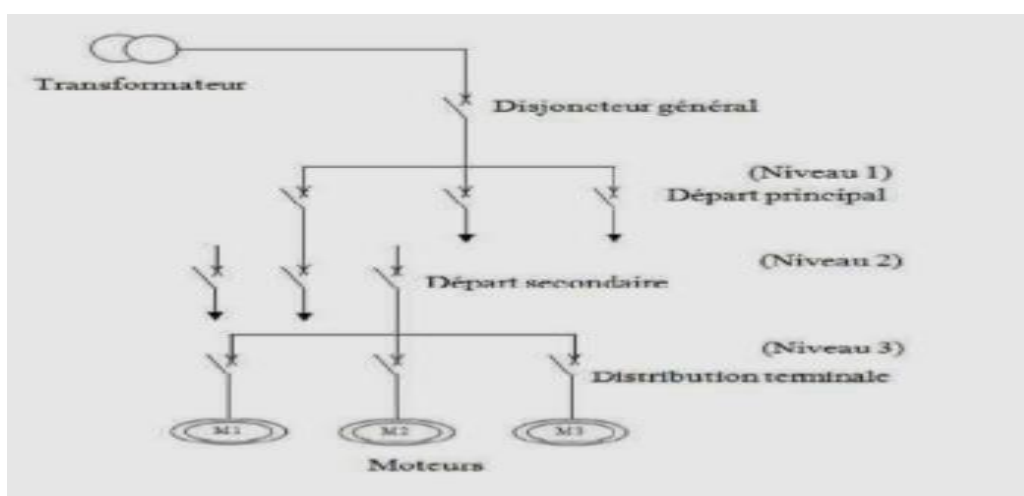 Transformateur
Disjoncteur général
(Niveau 1)
Départ principal
(Niveau 2)
Départ secondaire
(Niveau 3)
Distribution terminale
M1
M2
M3
Moteurs